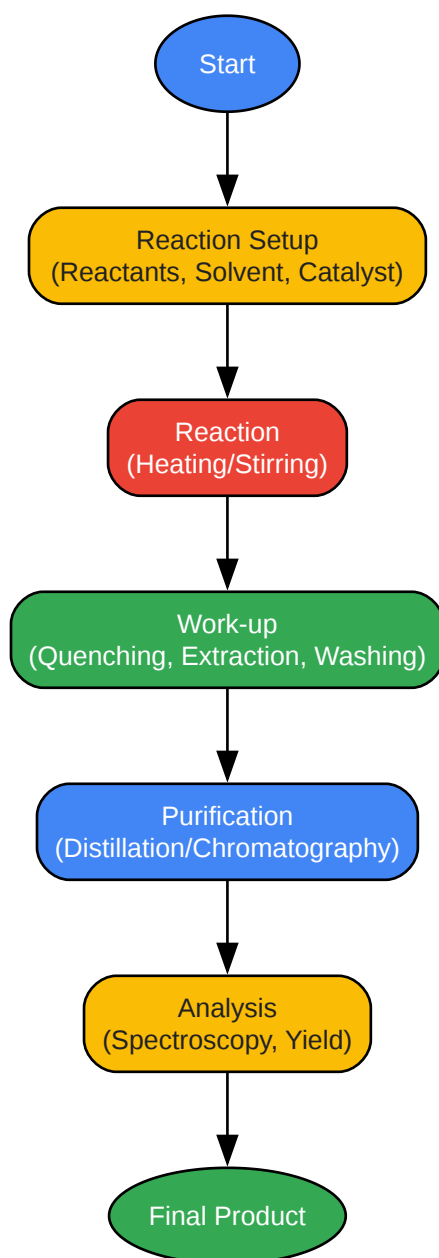 Start
Reaction Setup
(Reactants, Solvent, Catalyst)
Reaction
(Heating/Stirring)
Work-up
(Quenching, Extraction, Washing)
Purification
(Distillation/Chromatography)
Analysis
(Spectroscopy, Yield)
Final Product